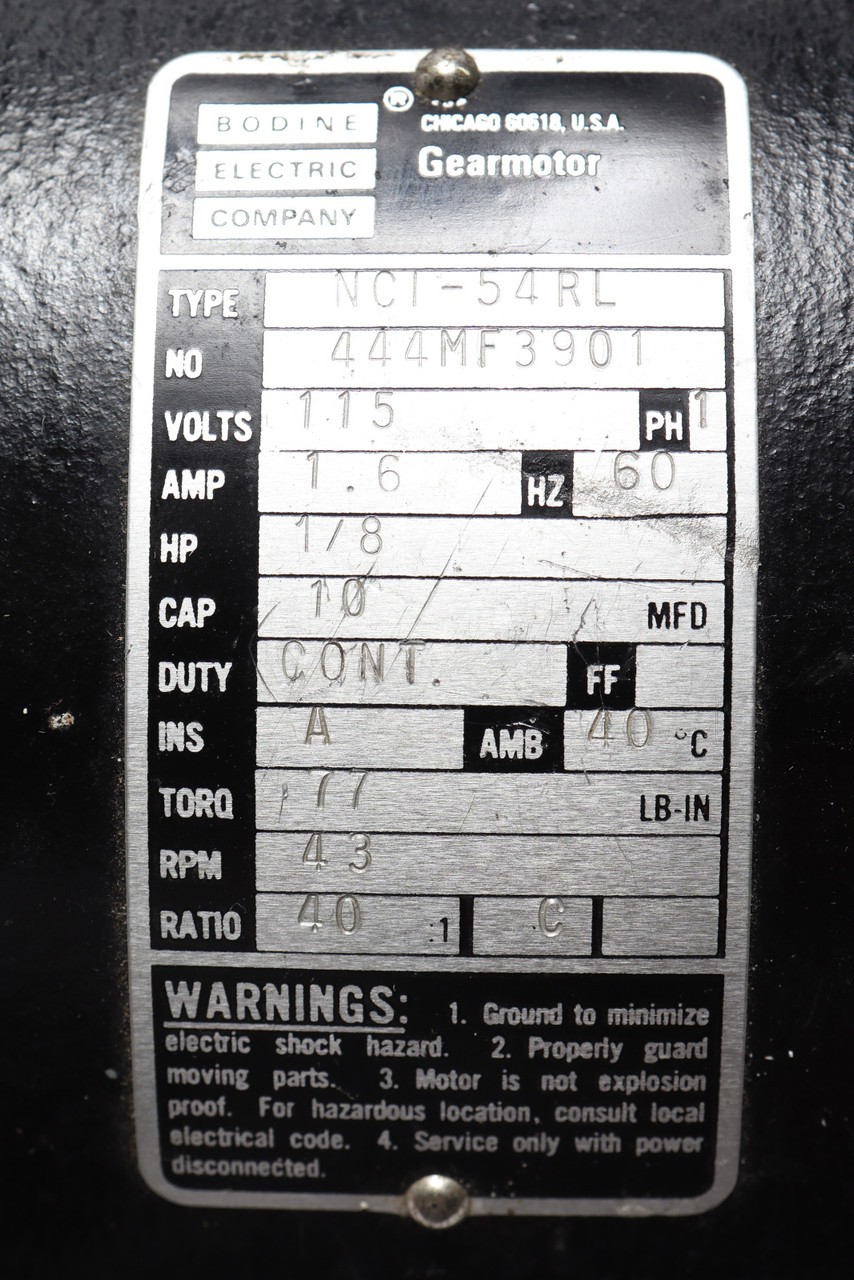 BODINE
ELECTRIC
COMPANY
®
CHICAGO 60618, U.S.A.
Gearmotor
TYPE NCI-54RL
NO 444MF3901
VOLTS 115 PH 1
AMP 1.6 HZ 60
HP 1/8
CAP 10 MFD
DUTY CONT. FF
INS A AMB 40 °C
TORQ 77 LB-IN
RPM 43
RATIO 40 :1 C
WARNINGS: 1. Ground to minimize
electric shock hazard. 2. Properly guard
moving parts. 3. Motor is not explosion
proof. For hazardous location, consult local
electrical code. 4. Service only with power
disconnected.